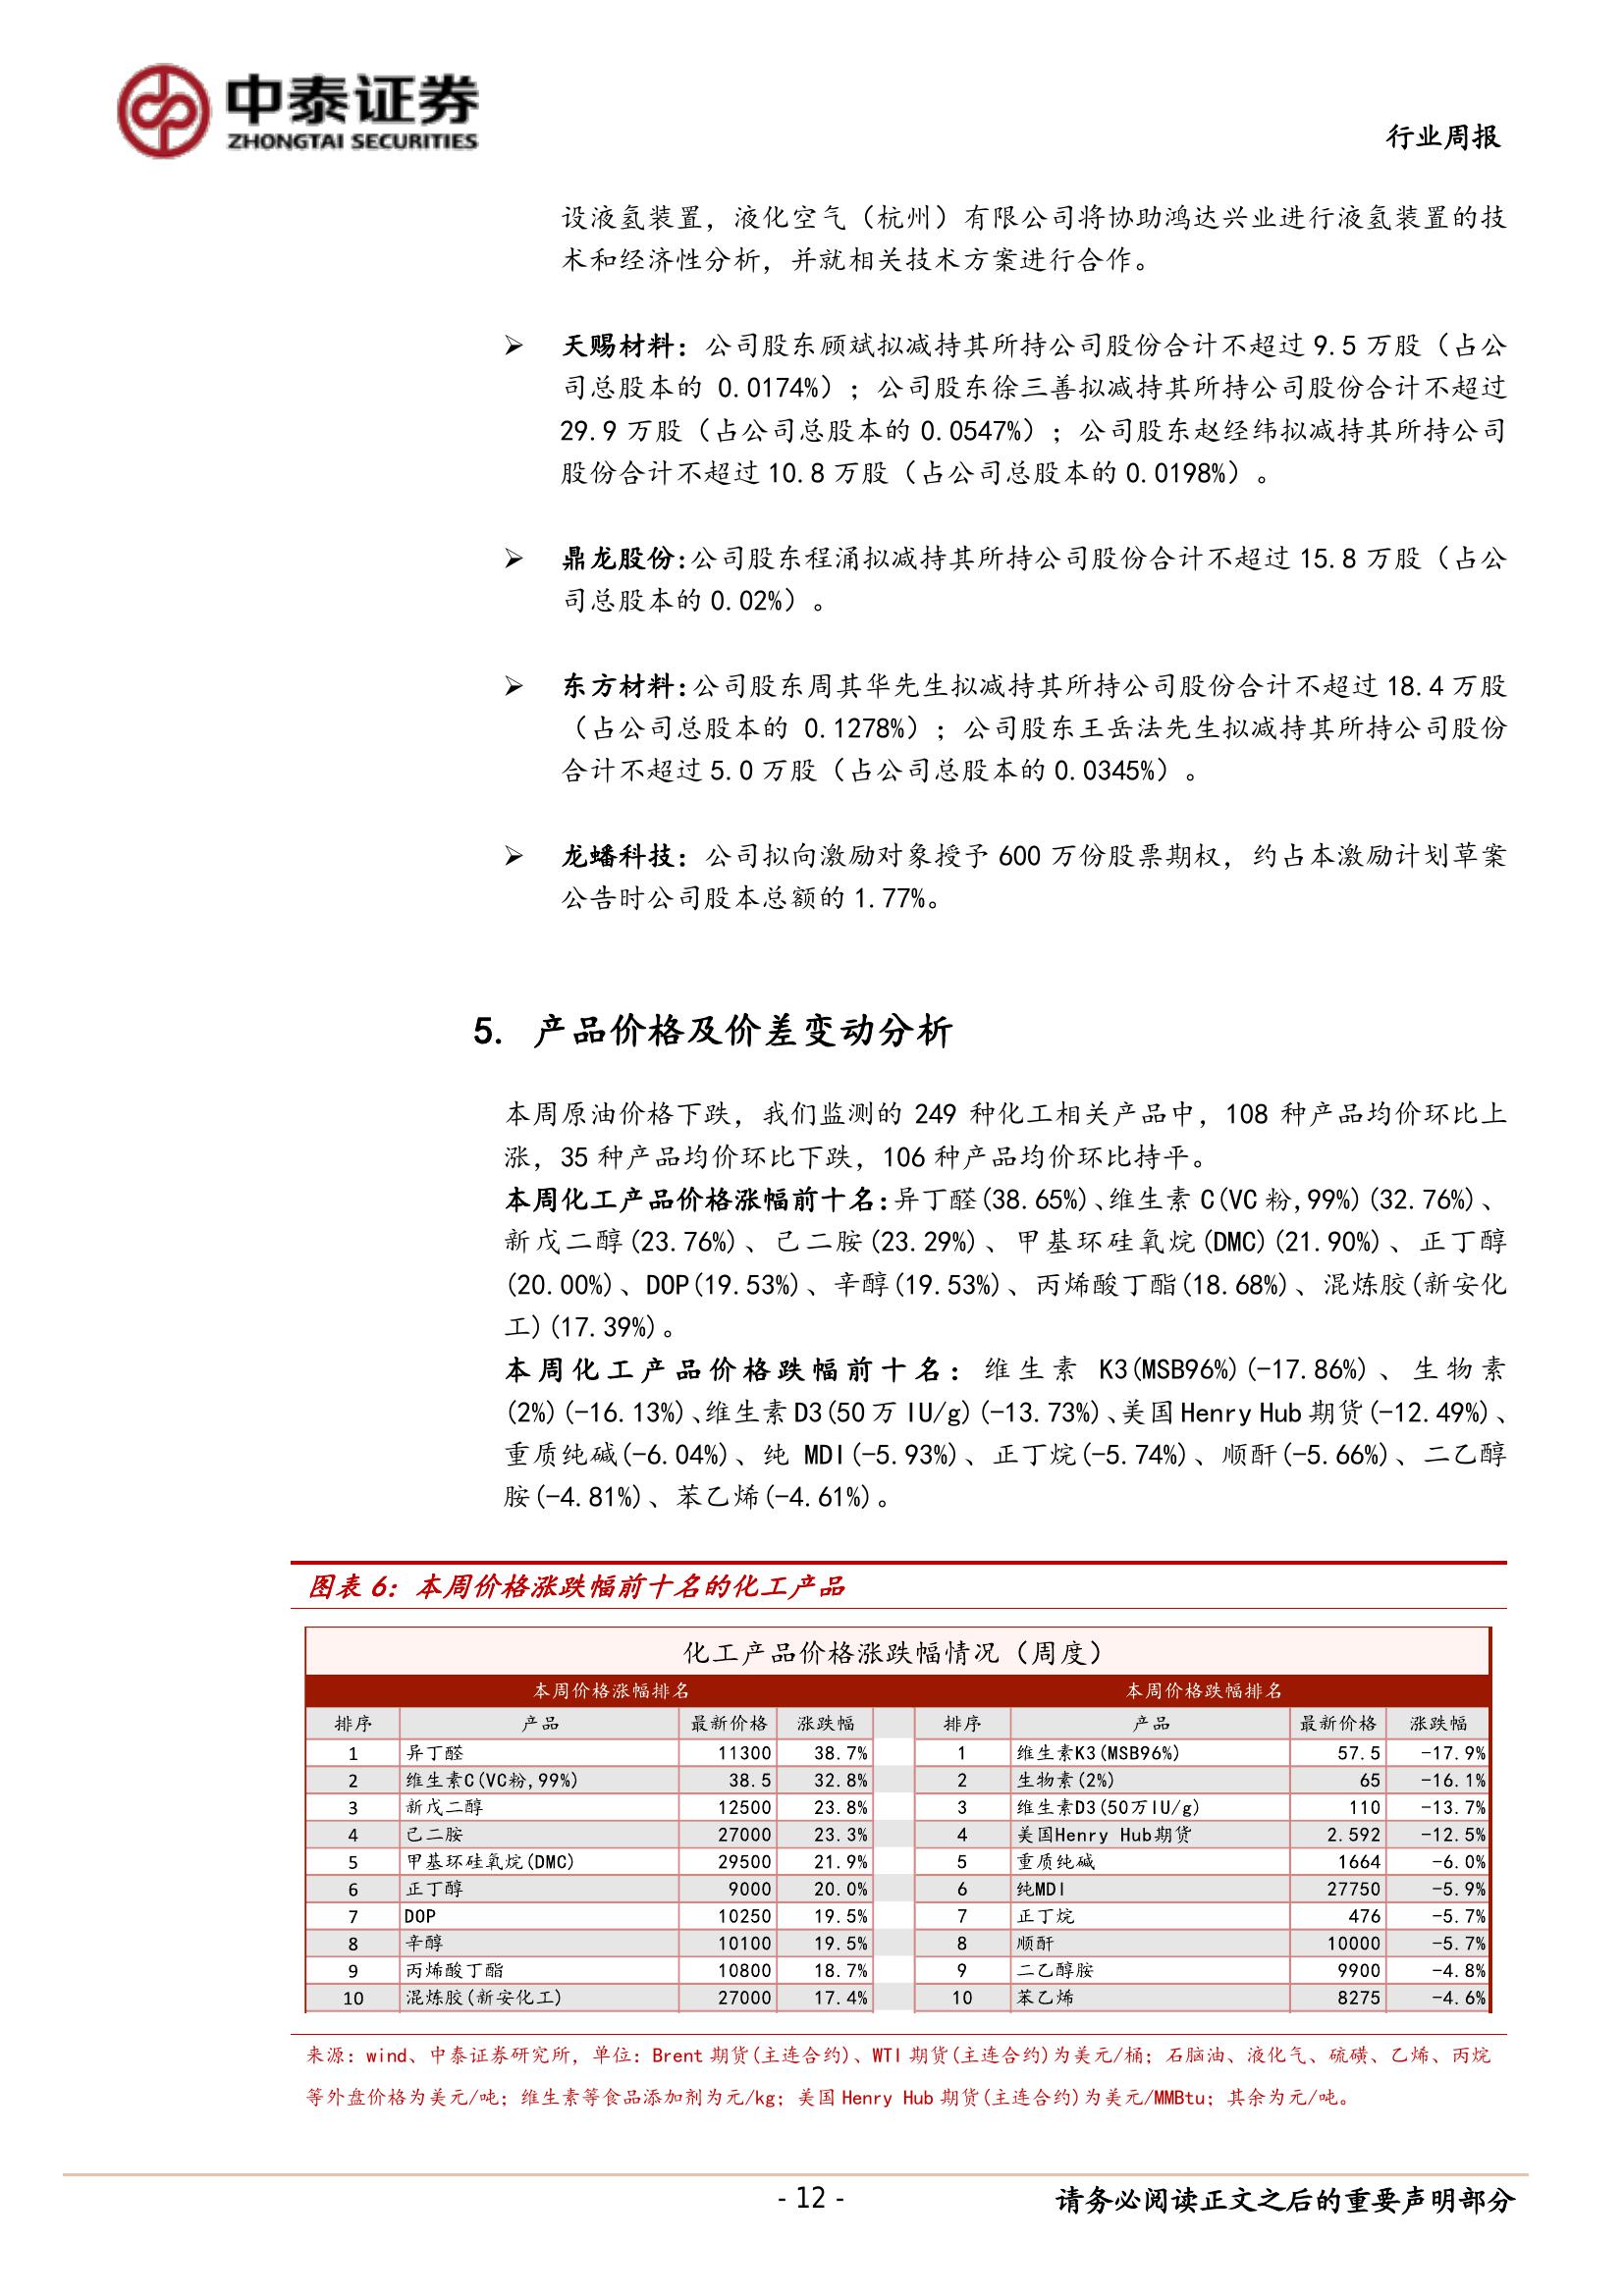 中泰证券
ZHONGTAI SECURITIES
行业周报
设液氢装置，液化空气（杭州）有限公司将协助鸿达兴业进行液氢装置的技
术和经济性分析，并就相关技术方案进行合作。
➢ 天赐材料：公司股东顾斌拟减持其所持公司股份合计不超过 9.5 万股（占公
司总股本的 0.0174%）；公司股东徐三善拟减持其所持公司股份合计不超过
29.9 万股（占公司总股本的 0.0547%）；公司股东赵经纬拟减持其所持公司
股份合计不超过 10.8 万股（占公司总股本的 0.0198%）。
➢ 鼎龙股份:公司股东程涌拟减持其所持公司股份合计不超过 15.8 万股（占公
司总股本的 0.02%）。
➢ 东方材料:公司股东周其华先生拟减持其所持公司股份合计不超过 18.4 万股
（占公司总股本的 0.1278%）；公司股东王岳法先生拟减持其所持公司股份
合计不超过 5.0 万股（占公司总股本的 0.0345%）。
➢ 龙蟠科技：公司拟向激励对象授予 600 万份股票期权，约占本激励计划草案
公告时公司股本总额的 1.77%。
5. 产品价格及价差变动分析
本周原油价格下跌，我们监测的 249 种化工相关产品中，108 种产品均价环比上
涨，35 种产品均价环比下跌，106 种产品均价环比持平。
本周化工产品价格涨幅前十名:异丁醛(38.65%)、维生素 C(VC 粉,99%)(32.76%)、
新戊二醇(23.76%)、己二胺(23.29%)、甲基环硅氧烷(DMC)(21.90%)、正丁醇
(20.00%)、DOP(19.53%)、辛醇(19.53%)、丙烯酸丁酯(18.68%)、混炼胶(新安化
工)(17.39%)。
本周化工产品价格跌幅前十名：维生素 K3(MSB96%)(-17.86%)、生物素
(2%)(-16.13%)、维生素 D3(50 万 IU/g)(-13.73%)、美国 Henry Hub 期货(-12.49%)、
重质纯碱(-6.04%)、纯 MDI(-5.93%)、正丁烷(-5.74%)、顺酐(-5.66%)、二乙醇
胺(-4.81%)、苯乙烯(-4.61%)。
图表 6：本周价格涨跌幅前十名的化工产品
化工产品价格涨跌幅情况（周度）
本周价格涨幅排名 本周价格跌幅排名
排序 产品 最新价格 涨跌幅 排序 产品 最新价格 涨跌幅
1 异丁醛 11300 38.7% 1 维生素K3(MSB96%) 57.5 -17.9%
2 维生素C(VC粉,99%) 38.5 32.8% 2 生物素(2%) 65 -16.1%
3 新戊二醇 12500 23.8% 3 维生素D3(50万IU/g) 110 -13.7%
4 己二胺 27000 23.3% 4 美国Henry Hub期货 2.592 -12.5%
5 甲基环硅氧烷(DMC) 29500 21.9% 5 重质纯碱 1664 -6.0%
6 正丁醇 9000 20.0% 6 纯MDI 27750 -5.9%
7 DOP 10250 19.5% 7 正丁烷 476 -5.7%
8 辛醇 10100 19.5% 8 顺酐 10000 -5.7%
9 丙烯酸丁酯 10800 18.7% 9 二乙醇胺 9900 -4.8%
10 混炼胶(新安化工) 27000 17.4% 10 苯乙烯 8275 -4.6%
来源：wind、中泰证券研究所，单位：Brent 期货(主连合约)、WTI 期货(主连合约)为美元/桶；石脑油、液化气、硫磺、乙烯、丙烷
等外盘价格为美元/吨；维生素等食品添加剂为元/kg；美国 Henry Hub 期货(主连合约)为美元/MMBtu；其余为元/吨。
- 12 -
请务必阅读正文之后的重要声明部分